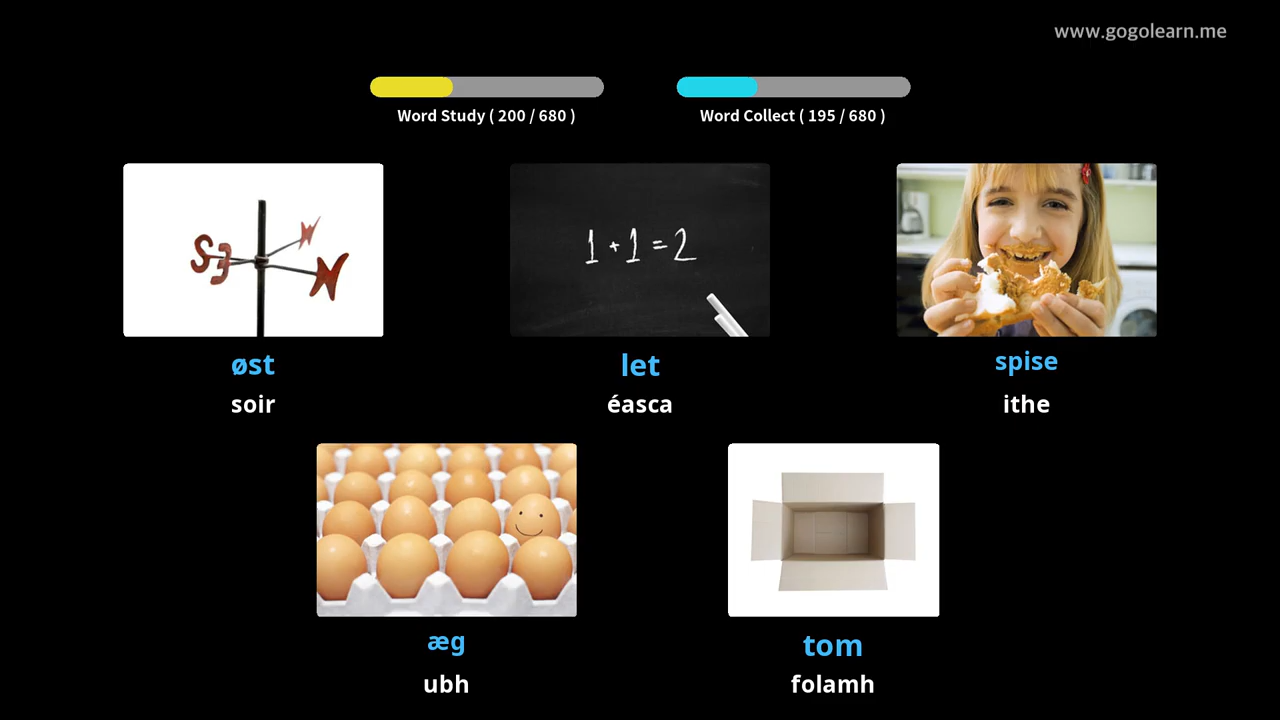 www.gogolearn.me
Word Study ( 200 / 680 )
Word Collect ( 195 / 680 )
S E N W
1 + 1 = 2
øst
let
spise
soir
éasca
ithe
æg
tom
ubh
folamh